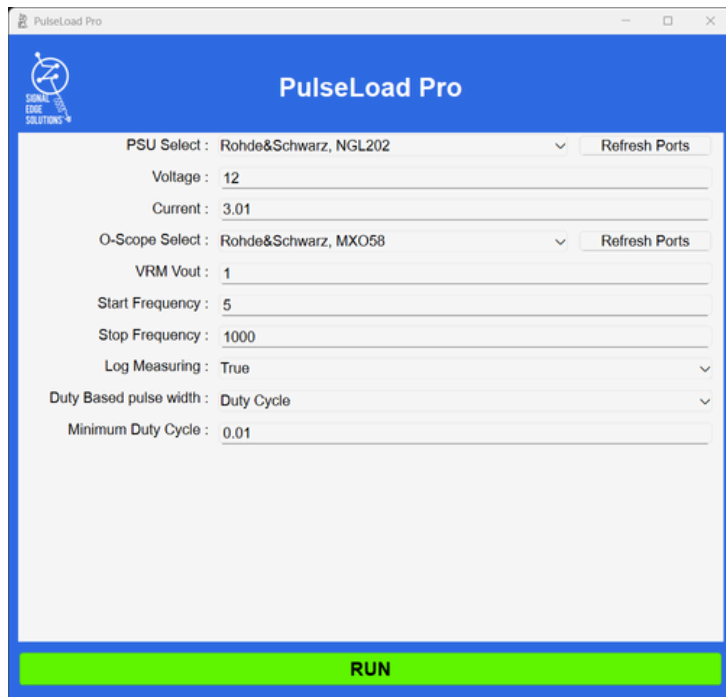 PulseLoad Pro
SIGNAL
EDGE
SOLUTIONS
PulseLoad Pro
PSU Select : Rohde&Schwarz, NGL202 Refresh Ports
Voltage : 12
Current : 3.01
O-Scope Select : Rohde&Schwarz, MXO58 Refresh Ports
VRM Vout : 1
Start Frequency : 5
Stop Frequency : 1000
Log Measuring : True
Duty Based pulse width : Duty Cycle
Minimum Duty Cycle : 0.01
RUN